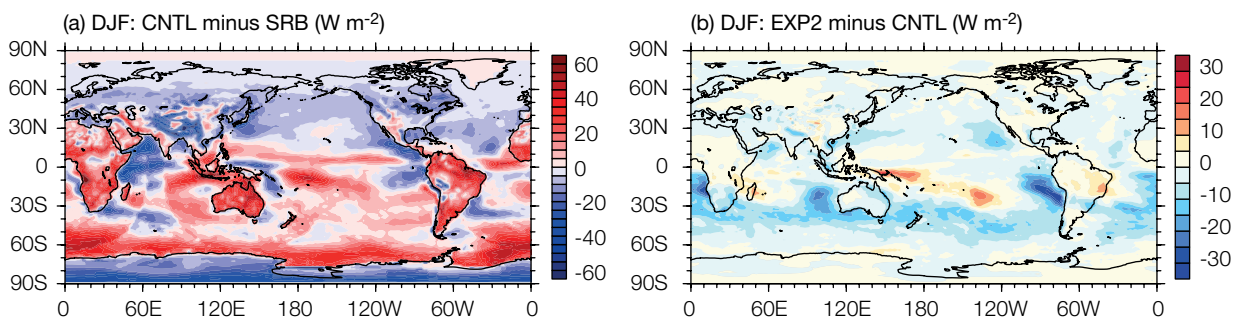 (a) DJF: CNTL minus SRB (W m-2)
90N
60N
30N
0
30S
60S
90S
0 60E 120E 180 120W 60W 0
60
40
20
0
-20
-40
-60
(b) DJF: EXP2 minus CNTL (W m-2)
90N
60N
30N
0
30S
60S
90S
0 60E 120E 180 120W 60W 0
30
20
10
0
-10
-20
-30